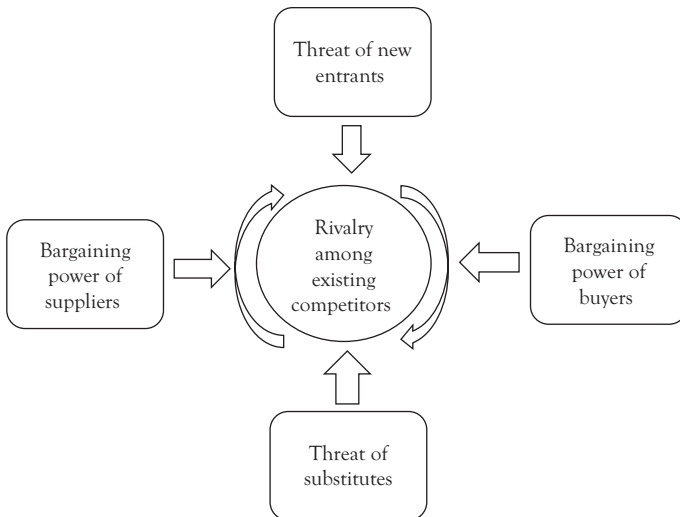 Threat of new
entrants
Bargaining
power of
suppliers
Rivalry
among
existing
competitors
Bargaining
power of
buyers
Threat of
substitutes